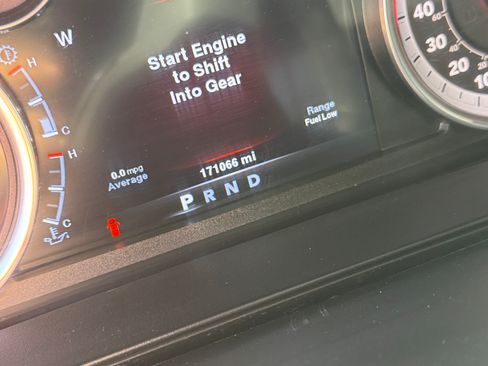 W
Start Engine
to Shift
Into Gear
H
C
H
C
Range
Fuel Low
0.0 mpg
Average
171066 mi
P R N D
40
30
20
10